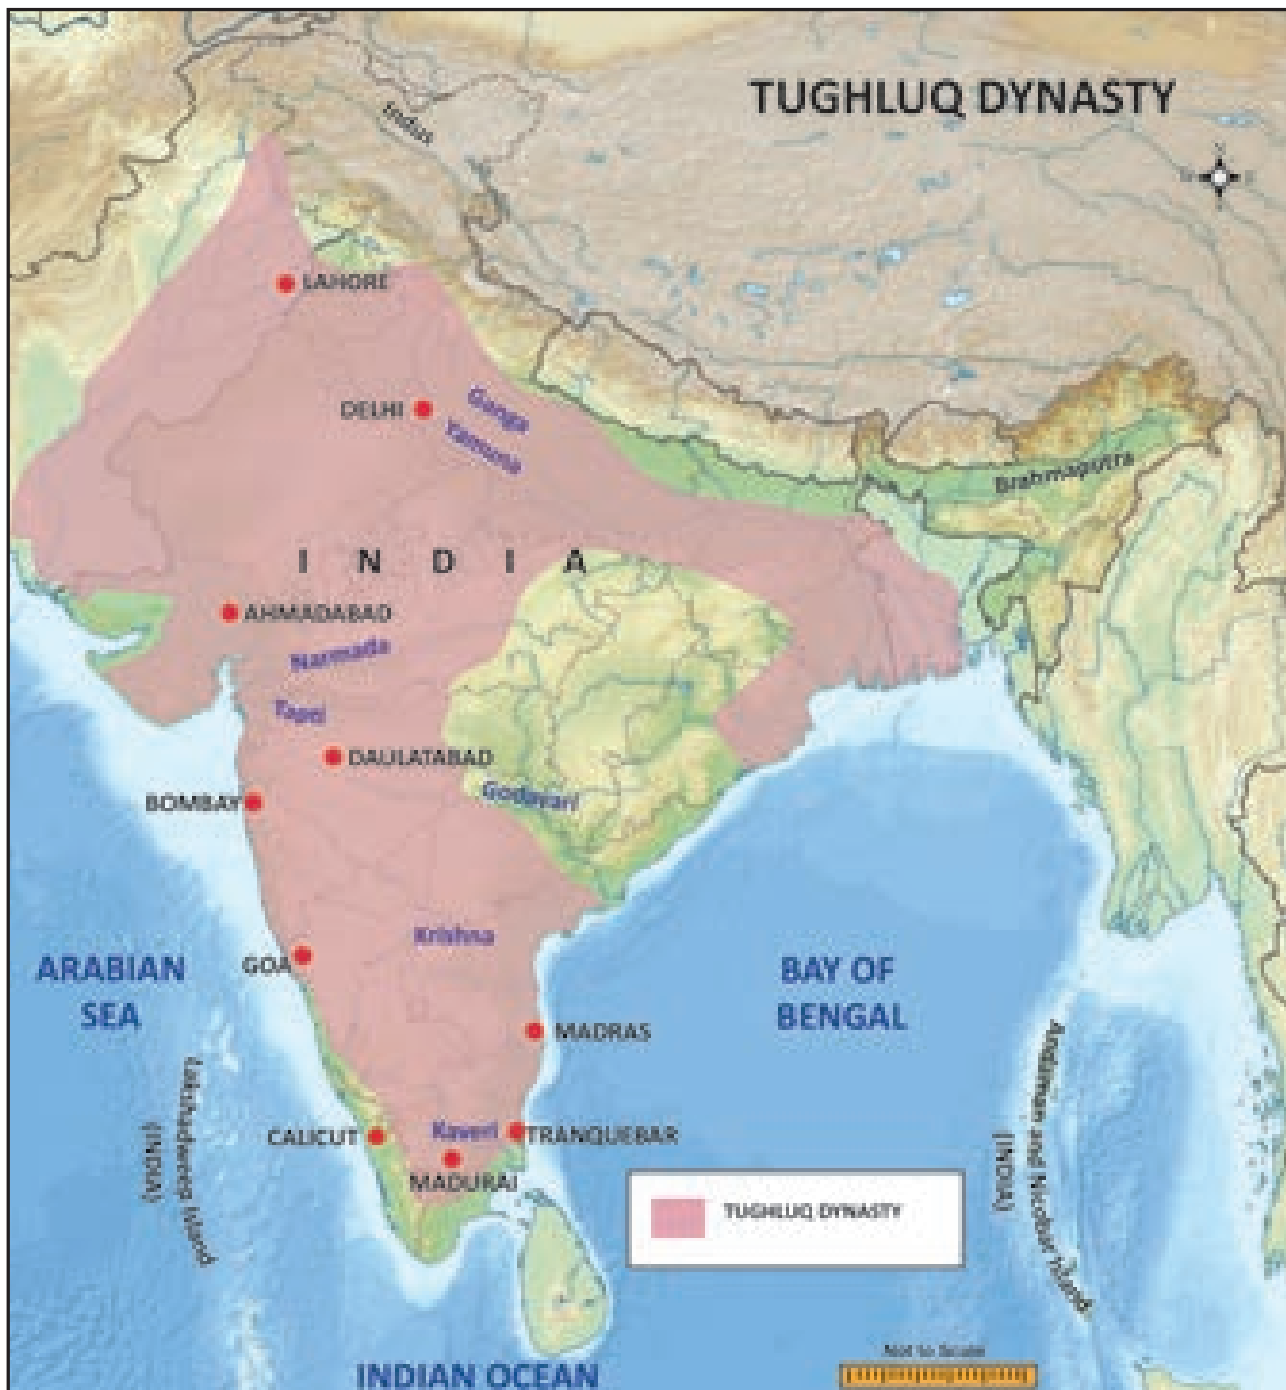 TUGHLUQ DYNASTY
Indus
N
LAHORE
DELHI
Ganga
Yamuna
Brahmaputra
INDIA
AHMADABAD
Narmada
Tapti
DAULATABAD
BOMBAY
Godavari
Krishna
GOA
ARABIAN
SEA
BAY OF
BENGAL
MADRAS
Lakshadweep Island
(INDIA)
Andaman and Nicobar Island
(INDIA)
CALICUT
Kaveri
TRANQUEBAR
MADURAI
TUGHLUQ DYNASTY
Not to Scale
INDIAN OCEAN